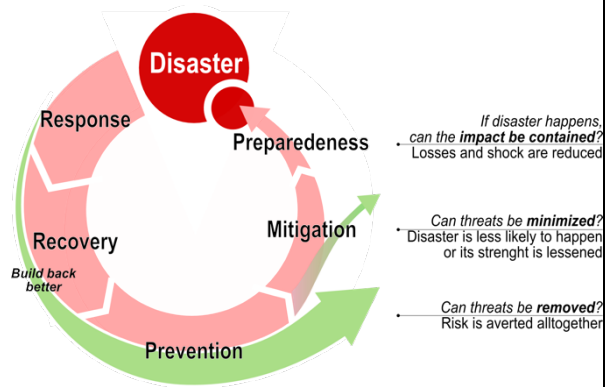 Disaster
Response
Preparedeness
If disaster happens,
can the impact be contained?
Losses and shock are reduced
Mitigation
Can threats be minimized?
Disaster is less likely to happen
or its strenght is lessened
Recovery
Build back
better
Can threats be removed?
Risk is averted alltogether
Prevention